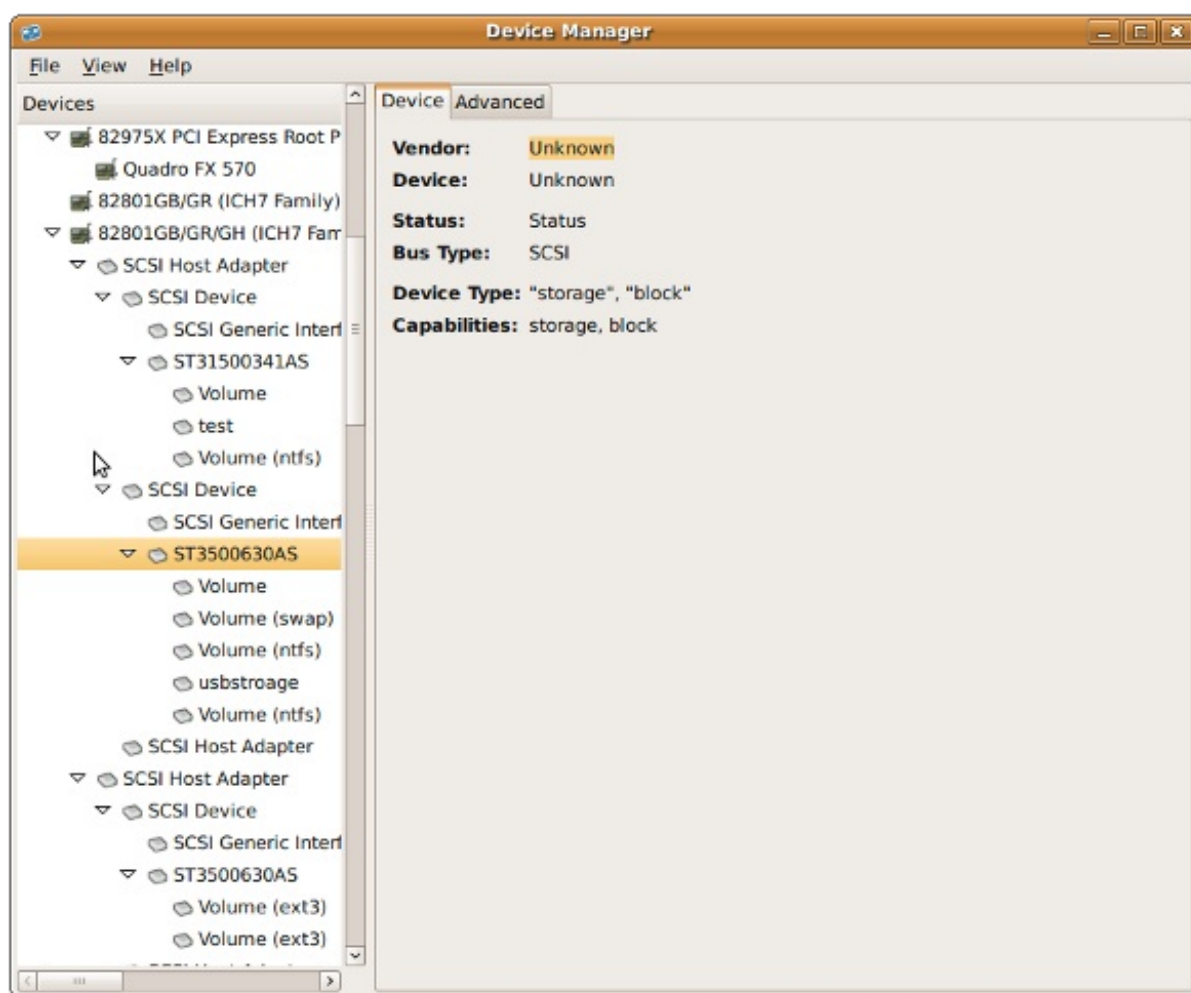 Device Manager
File View Help
Devices
82975X PCI Express Root P
Quadro FX 570
82801GB/GR (ICH7 Family)
82801GB/GR/GH (ICH7 Fam
SCSI Host Adapter
SCSI Device
SCSI Generic Interf
ST31500341AS
Volume
test
Volume (ntfs)
SCSI Device
SCSI Generic Interf
ST3500630AS
Volume
Volume (swap)
Volume (ntfs)
usbstroage
Volume (ntfs)
SCSI Host Adapter
SCSI Host Adapter
SCSI Device
SCSI Generic Interf
ST3500630AS
Volume (ext3)
Volume (ext3)
Device Advanced
Vendor: Unknown
Device: Unknown
Status: Status
Bus Type: SCSI
Device Type: "storage", "block"
Capabilities: storage, block